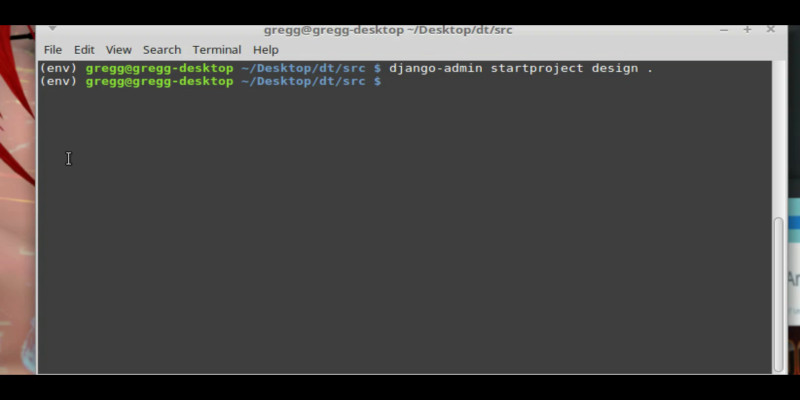 gregg@gregg-desktop ~/Desktop/dt/src
File Edit View Search Terminal Help
(env) gregg@gregg-desktop ~/Desktop/dt/src $ django-admin startproject design .
(env) gregg@gregg-desktop ~/Desktop/dt/src $